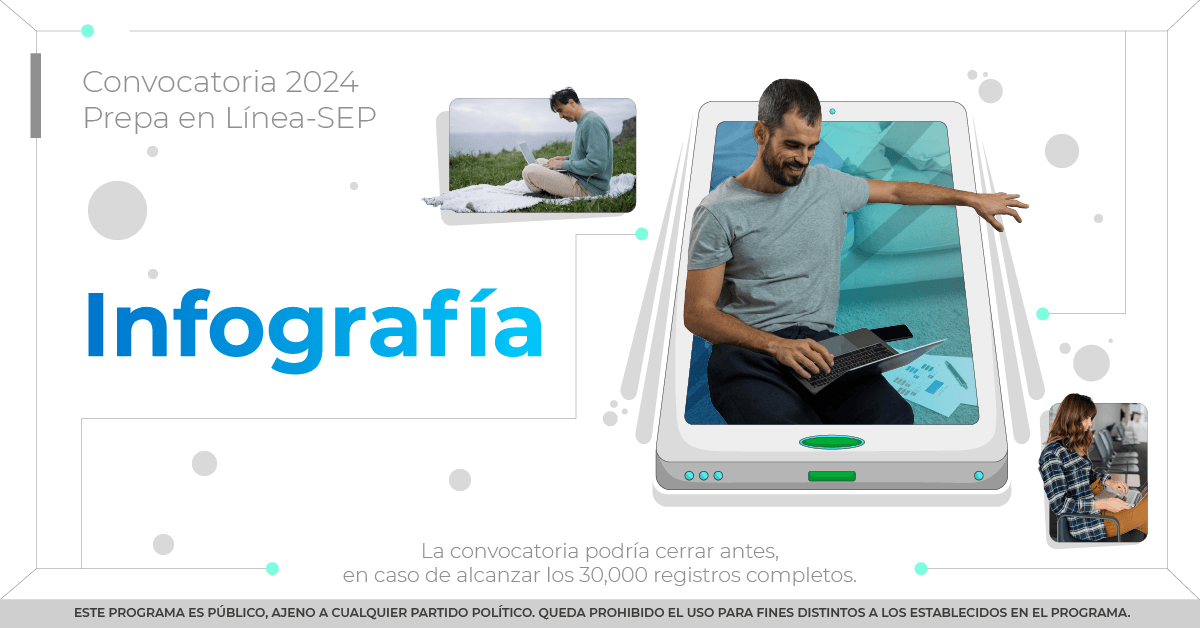 Convocatoria 2024
Prepa en Línea-SEP
Infografía
La convocatoria podría cerrar antes,
en caso de alcanzar los 30,000 registros completos.
ESTE PROGRAMA ES PÚBLICO, AJENO A CUALQUIER PARTIDO POLÍTICO. QUEDA PROHIBIDO EL USO PARA FINES DISTINTOS A LOS ESTABLECIDOS EN EL PROGRAMA.